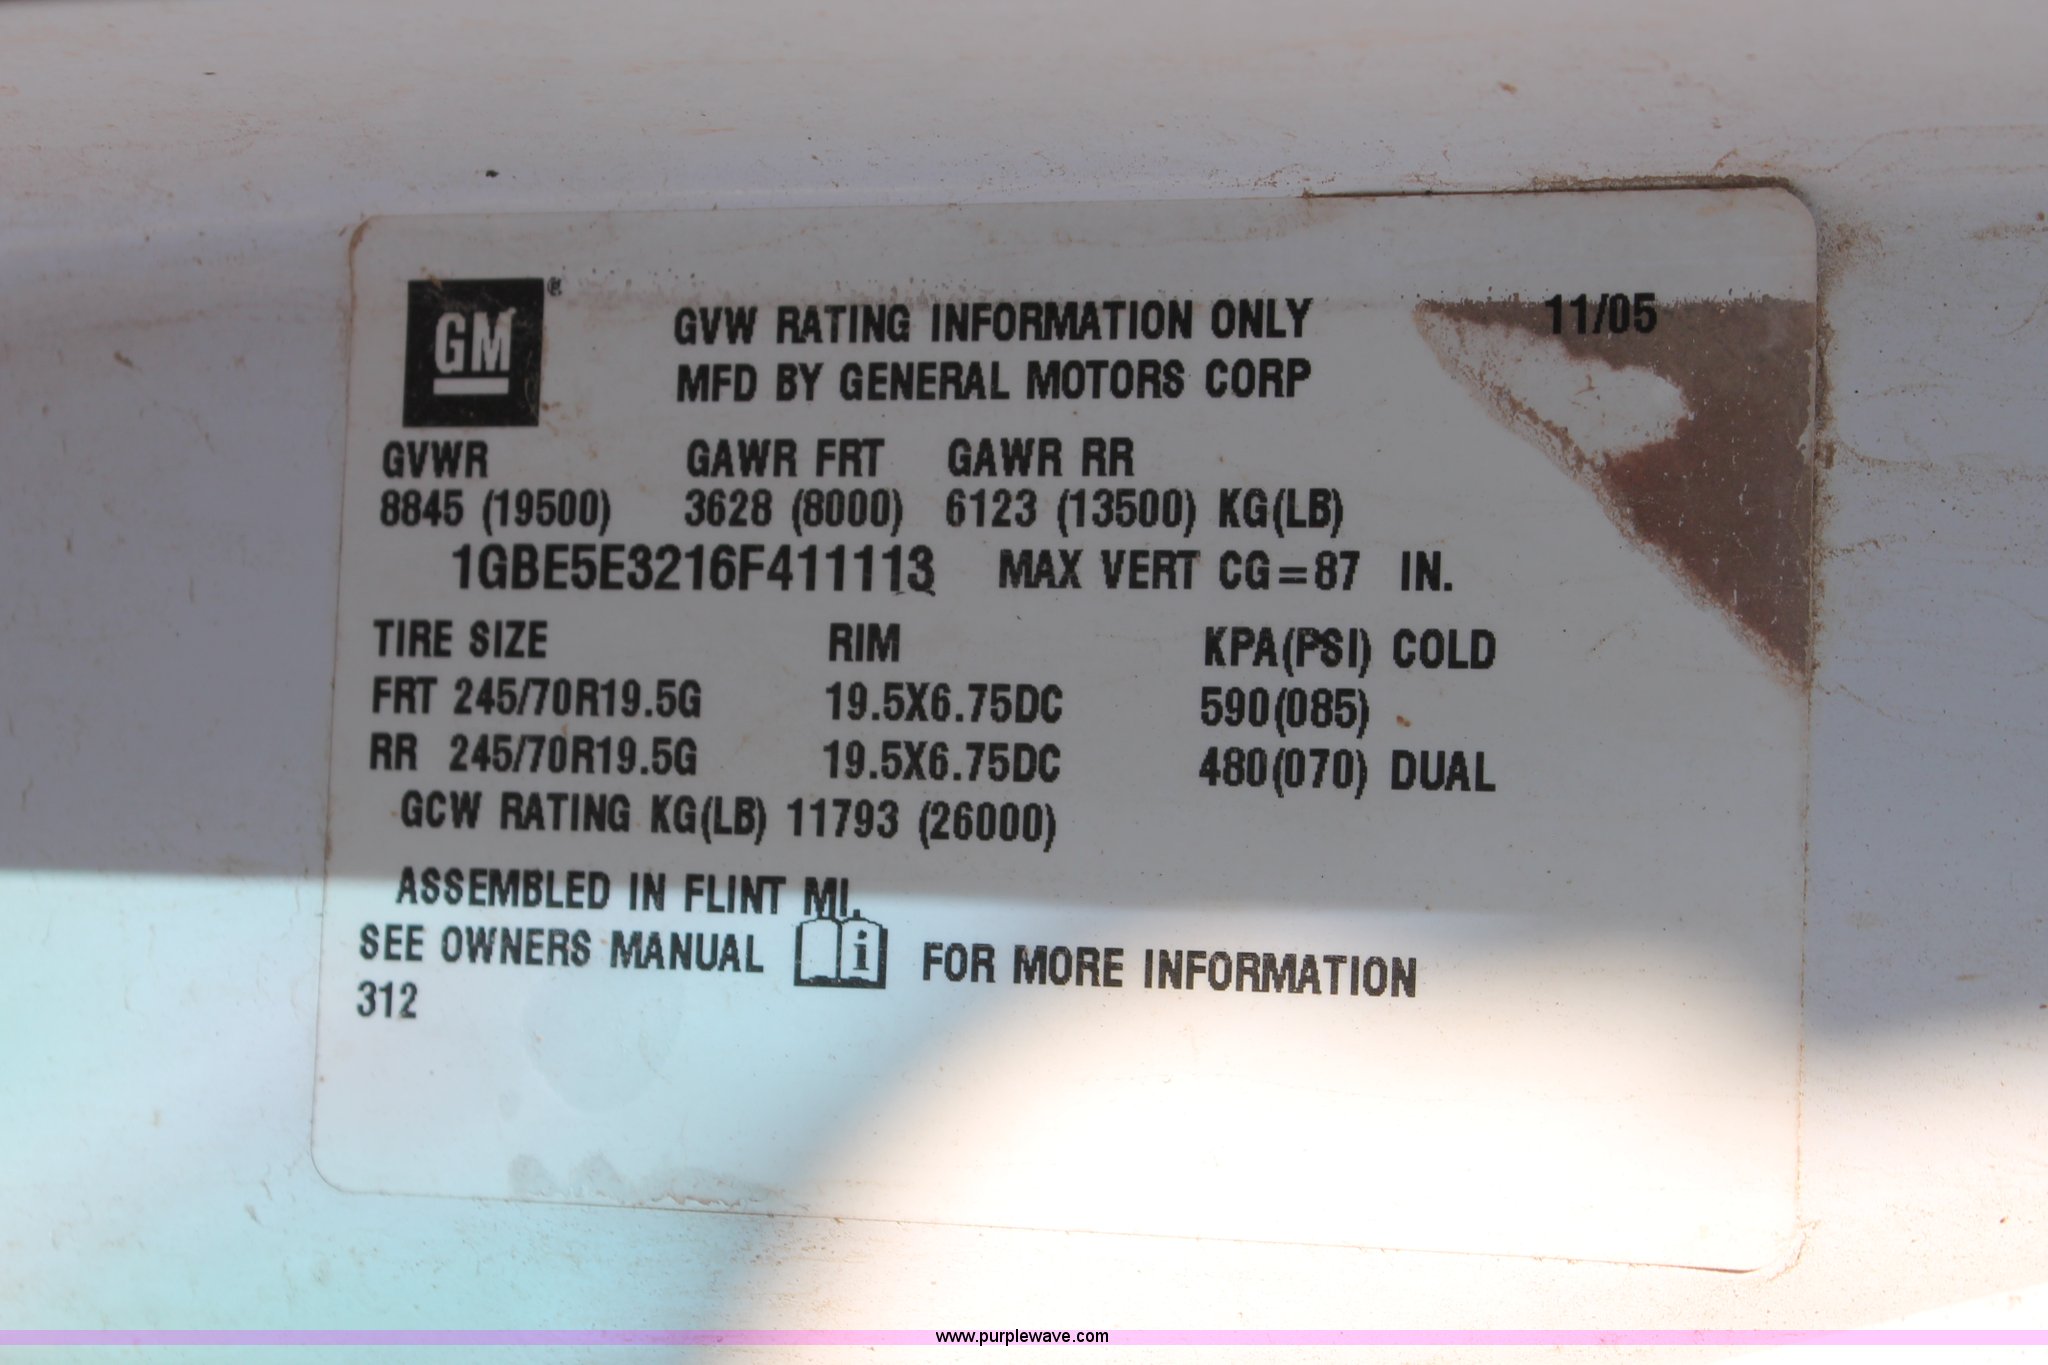 GM®
GVW RATING INFORMATION ONLY 11/05
MFD BY GENERAL MOTORS CORP
GVWR GAWR FRT GAWR RR
8845 (19500) 3628 (8000) 6123 (13500) KG(LB)
1GBE5E3216F411113 MAX VERT CG=87 IN.
TIRE SIZE RIM KPA(PSI) COLD
FRT 245/70R19.5G 19.5X6.75DC 590(085)
RR 245/70R19.5G 19.5X6.75DC 480(070) DUAL
GCW RATING KG(LB) 11793 (26000)
ASSEMBLED IN FLINT MI.
SEE OWNERS MANUAL i FOR MORE INFORMATION
312
www.purplewave.com